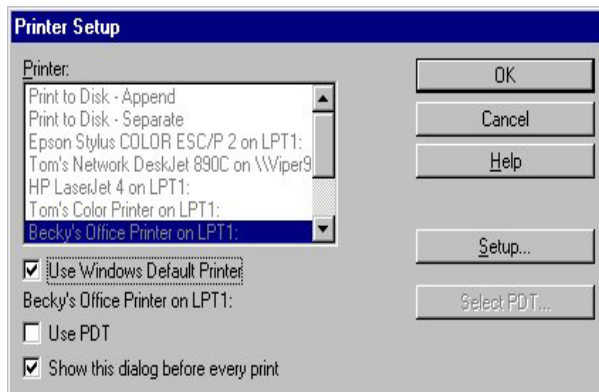 Printer Setup
Printer:
Print to Disk - Append
Print to Disk - Separate
Epson Stylus COLOR ESC/P 2 on LPT1:
Tom's Network DeskJet 890C on \\Viper9
HP LaserJet 4 on LPT1:
Tom's Color Printer on LPT1:
Becky's Office Printer on LPT1:
Use Windows Default Printer
Becky's Office Printer on LPT1:
Use PDT
Show this dialog before every print
OK
Cancel
Help
Setup...
Select PDT...